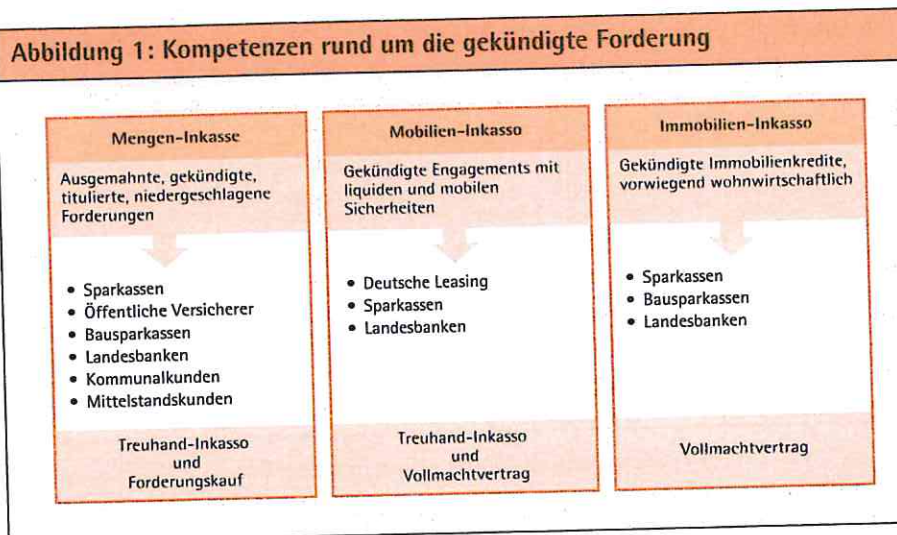 Abbildung 1: Kompetenzen rund um die gekündigte Forderung
Mengen-Inkasse
Ausgemahnte, gekündigte,
titulierte, niedergeschlagene
Forderungen
• Sparkassen
• Öffentliche Versicherer
• Bausparkassen
• Landesbanken
• Kommunalkunden
• Mittelstandskunden
Treuhand-Inkasso
und
Forderungskauf
Mobilien-Inkasso
Gekündigte Engagements mit
liquiden und mobilen
Sicherheiten
• Deutsche Leasing
• Sparkassen
• Landesbanken
Treuhand-Inkasso
und
Vollmachtvertrag
Immobilien-Inkasso
Gekündigte Immobilienkredite,
vorwiegend wohnwirtschaftlich
• Sparkassen
• Bausparkassen
• Landesbanken
Vollmachtvertrag